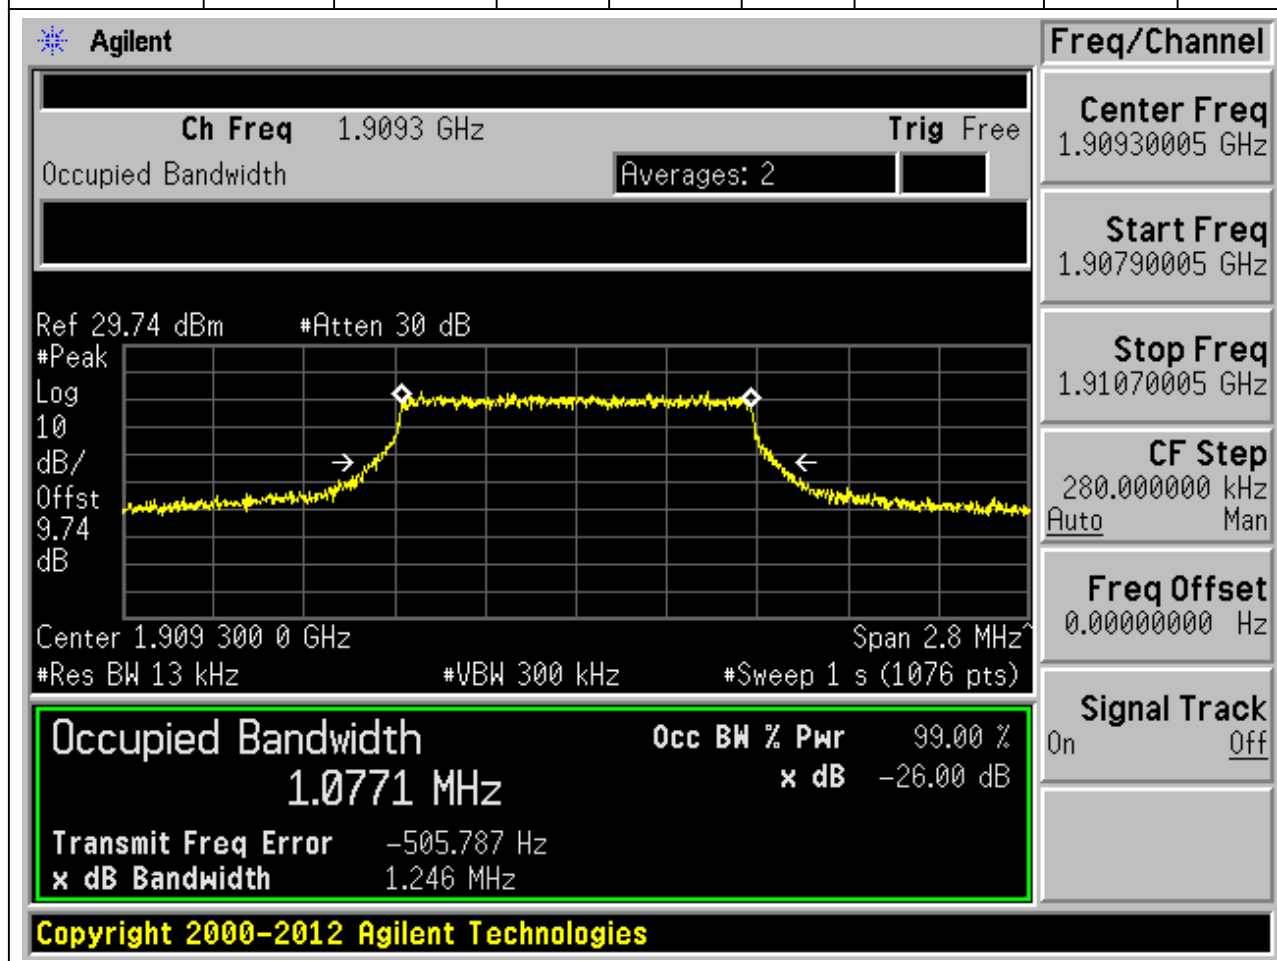 Agilent
Freq/Channel
Ch Freq 1.9093 GHz Trig Free
Occupied Bandwidth Averages: 2
Center Freq
1.90930005 GHz
Start Freq
1.90790005 GHz
Stop Freq
1.91070005 GHz
CF Step
280.000000 kHz
Auto Man
Freq Offset
0.00000000 Hz
Signal Track
On Off
Ref 29.74 dBm #Atten 30 dB
#Peak
Log
10
dB/
Offst
9.74
dB
Center 1.909 300 0 GHz Span 2.8 MHz^
#Res BW 13 kHz #VBW 300 kHz #Sweep 1 s (1076 pts)
Occupied Bandwidth Occ BW % Pwr 99.00 %
1.0771 MHz x dB -26.00 dB
Transmit Freq Error -505.787 Hz
x dB Bandwidth 1.246 MHz
Copyright 2000-2012 Agilent Technologies